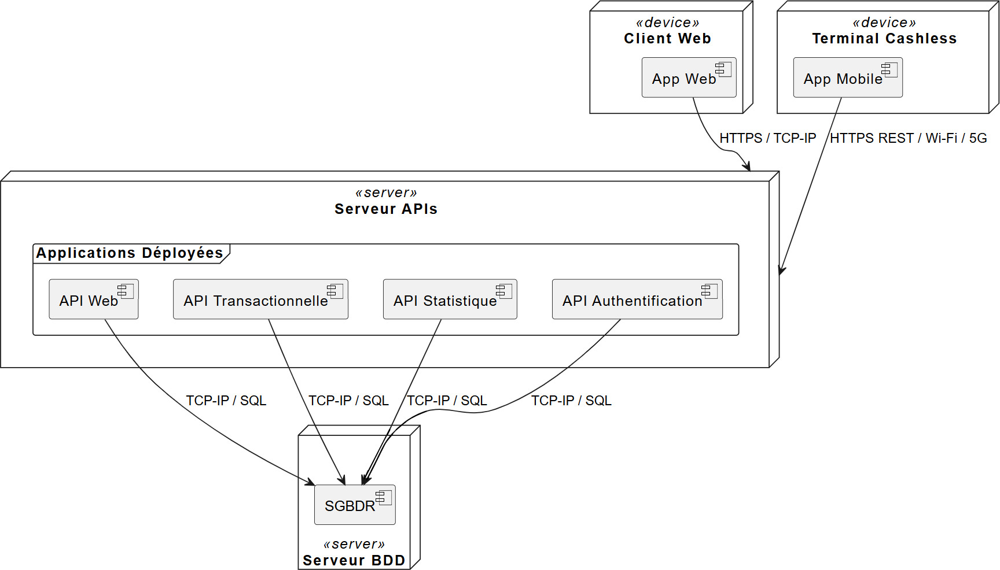 «device»
Client Web
App Web
«device»
Terminal Cashless
App Mobile
HTTPS / TCP-IP
HTTPS REST / Wi-Fi / 5G
«server»
Serveur APIs
Applications Déployées
API Web
API Transactionnelle
API Statistique
API Authentification
TCP-IP / SQL
TCP-IP / SQL
TCP-IP / SQL
TCP-IP / SQL
SGBDR
«server»
Serveur BDD